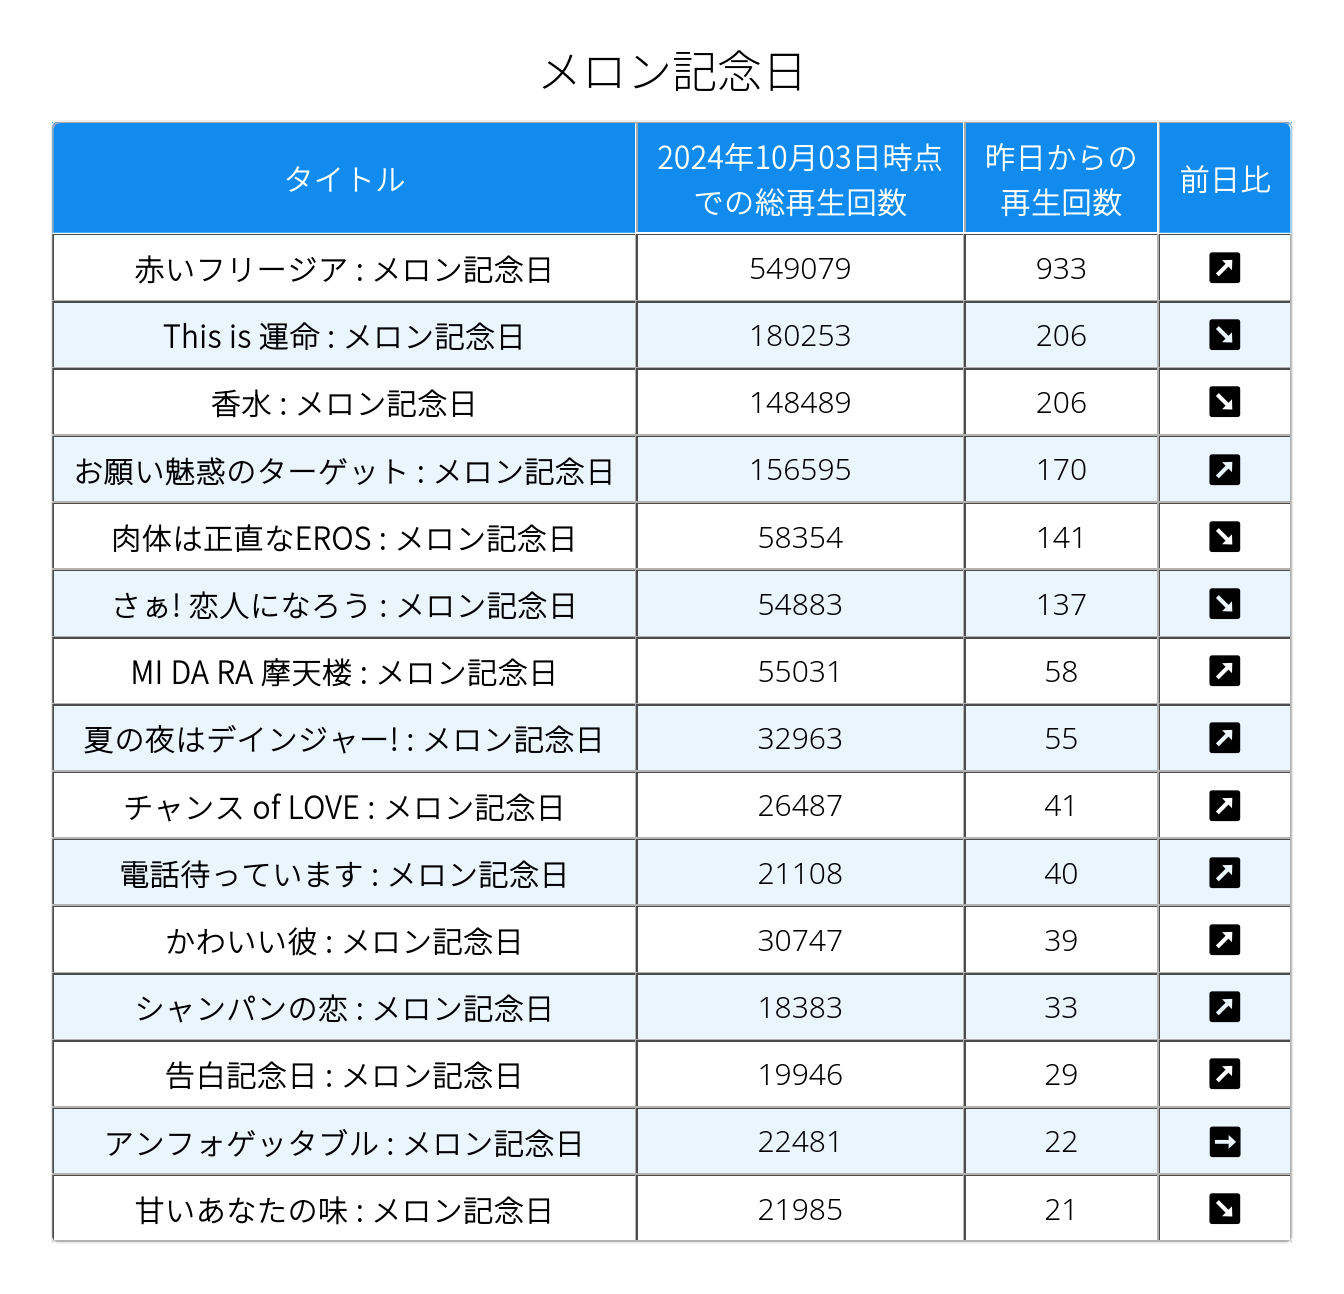 メロン記念日
タイトル
2024年10月03日時点
での総再生回数
昨日からの
再生回数
前日比
赤いフリージア : メロン記念日 549079 933
This is 運命 : メロン記念日 180253 206
香水 : メロン記念日 148489 206
お願い魅惑のターゲット : メロン記念日 156595 170
肉体は正直なEROS : メロン記念日 58354 141
さぁ! 恋人になろう : メロン記念日 54883 137
MI DA RA 摩天楼 : メロン記念日 55031 58
夏の夜はデインジャー! : メロン記念日 32963 55
チャンス of LOVE : メロン記念日 26487 41
電話待っています : メロン記念日 21108 40
かわいい彼 : メロン記念日 30747 39
シャンパンの恋 : メロン記念日 18383 33
告白記念日 : メロン記念日 19946 29
アンフォゲッタブル : メロン記念日 22481 22
甘いあなたの味 : メロン記念日 21985 21